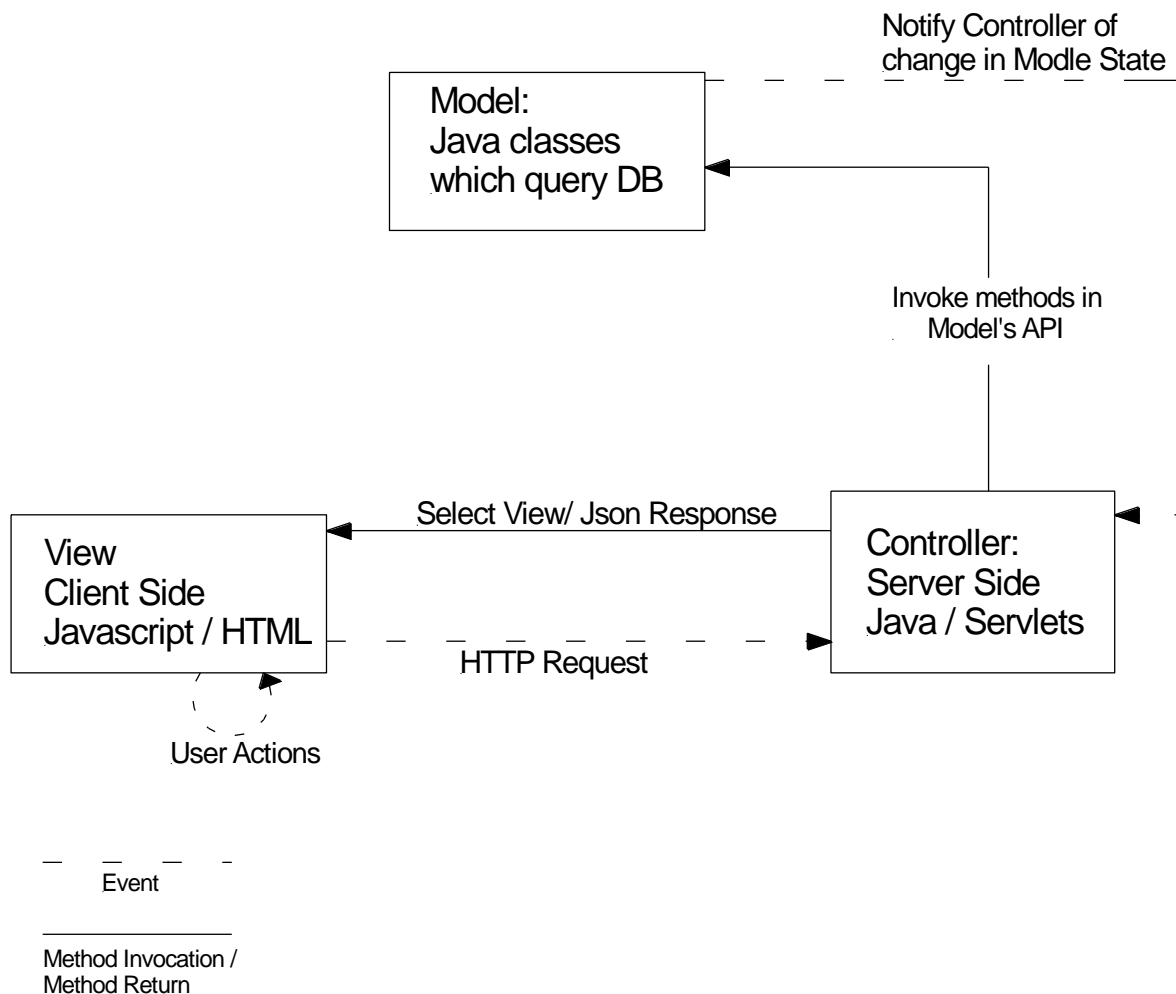 Notify Controller of
change in Modle State
Model:
Java classes
which query DB
Invoke methods in
Model's API
Select View/ Json Response
View
Client Side
Javascript / HTML
Controller:
Server Side
Java / Servlets
HTTP Request
User Actions
Event
Method Invocation /
Method Return